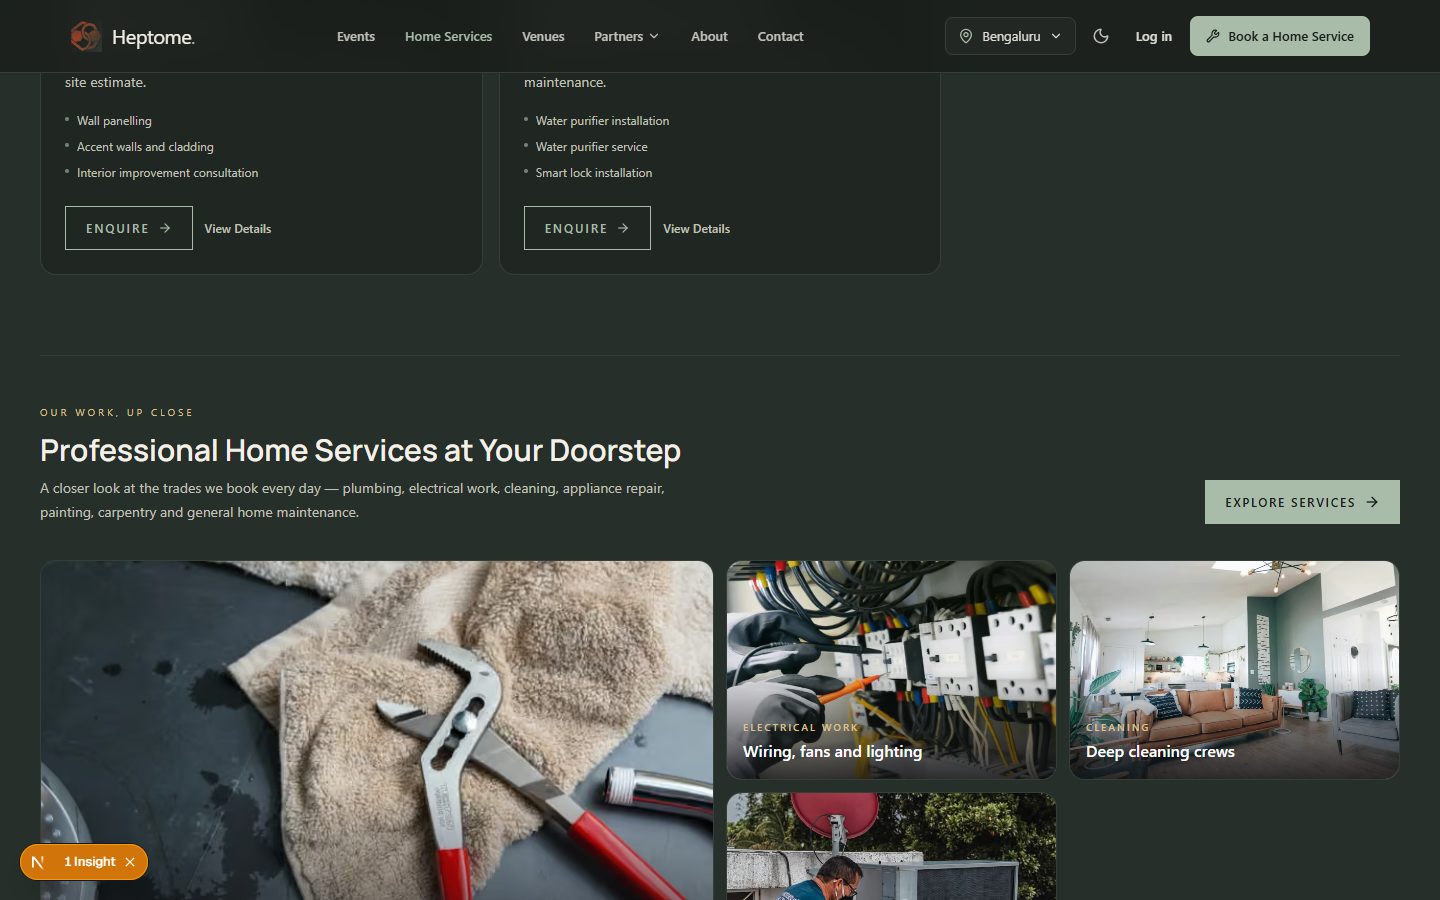 Heptome.
Events
Home Services
Venues
Partners
About
Contact
Bengaluru
Log in
Book a Home Service
site estimate.
Wall panelling
Accent walls and cladding
Interior improvement consultation
ENQUIRE
View Details
maintenance.
Water purifier installation
Water purifier service
Smart lock installation
ENQUIRE
View Details
OUR WORK, UP CLOSE
Professional Home Services at Your Doorstep
A closer look at the trades we book every day — plumbing, electrical work, cleaning, appliance repair,
painting, carpentry and general home maintenance.
EXPLORE SERVICES
ELECTRICAL WORK
Wiring, fans and lighting
CLEANING
Deep cleaning crews
N 1 Insight